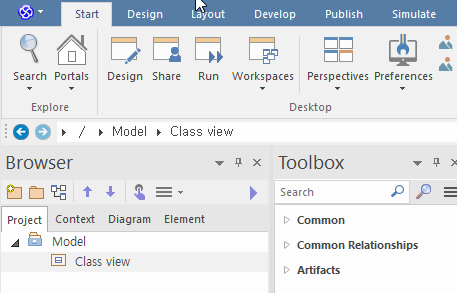 Start Design Layout Develop Publish Simulate
Search Portals Design Share Run Workspaces Perspectives Preferences
Explore Desktop
/ Model Class view
Browser
Project Context Diagram Element
Model
Class view
Toolbox
Search
Common
Common Relationships
Artifacts